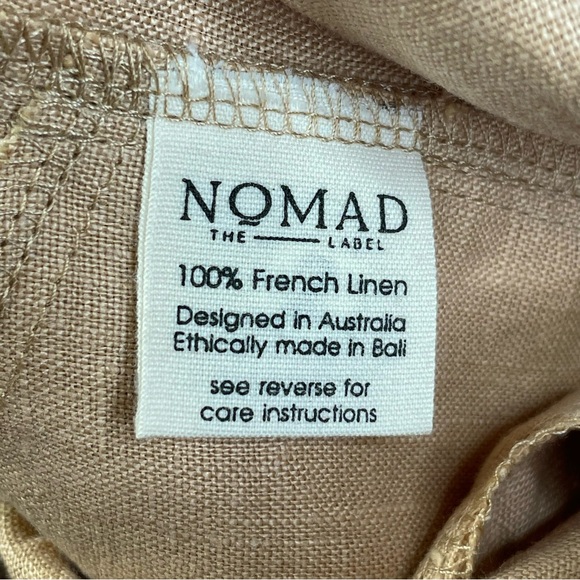 NOMAD
THE LABEL
100% French Linen
Designed in Australia
Ethically made in Bali
see reverse for
care instructions